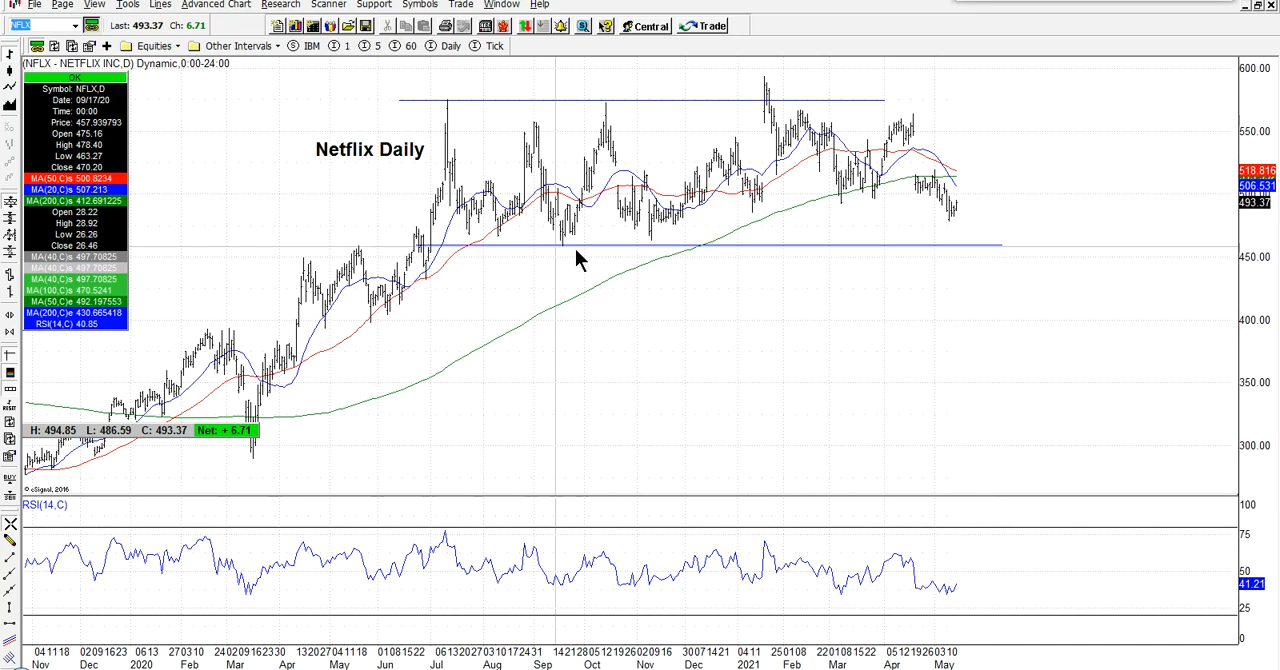 File Page View Tools Lines Advanced Chart Research Scanner Support Symbols Trade Window Help
NFLX Last: 493.37 Ch: 6.71 Central Trade
Equities Other Intervals IBM 1 5 60 Daily Tick
(NFLX - NETFLIX INC,D) Dynamic,0:00-24:00
OK
Symbol: NFLX,D
Date: 09/17/20
Time: 00:00
Price: 457.939793
Open 475.16
High 478.40
Low 463.27
Close 470.20
MA(50,C)s 500.8234
MA(20,C)s 507.213
MA(200,C)s 412.691225
Open 28.22
High 28.92
Low 26.26
Close 26.46
MA(40,C)s 497.70825
MA(40,C)s 497.70825
MA(40,C)s 497.70825
MA(100,C)s 470.5241
MA(50,C)e 492.197553
MA(200,C)e 430.665418
RSI(14,C) 40.85
Netflix Daily
600.00
550.00
518.816
506.531
493.37
450.00
400.00
350.00
300.00
H: 494.85 L: 486.59 C: 493.37 Net: + 6.71
© eSignal, 2016
RSI(14,C)
100
75
50
41.21
25
0
RESET
BUY
Nov Dec 2020 Feb Mar Apr May Jun Jul Aug Sep Oct Nov Dec 2021 Feb Mar Apr May